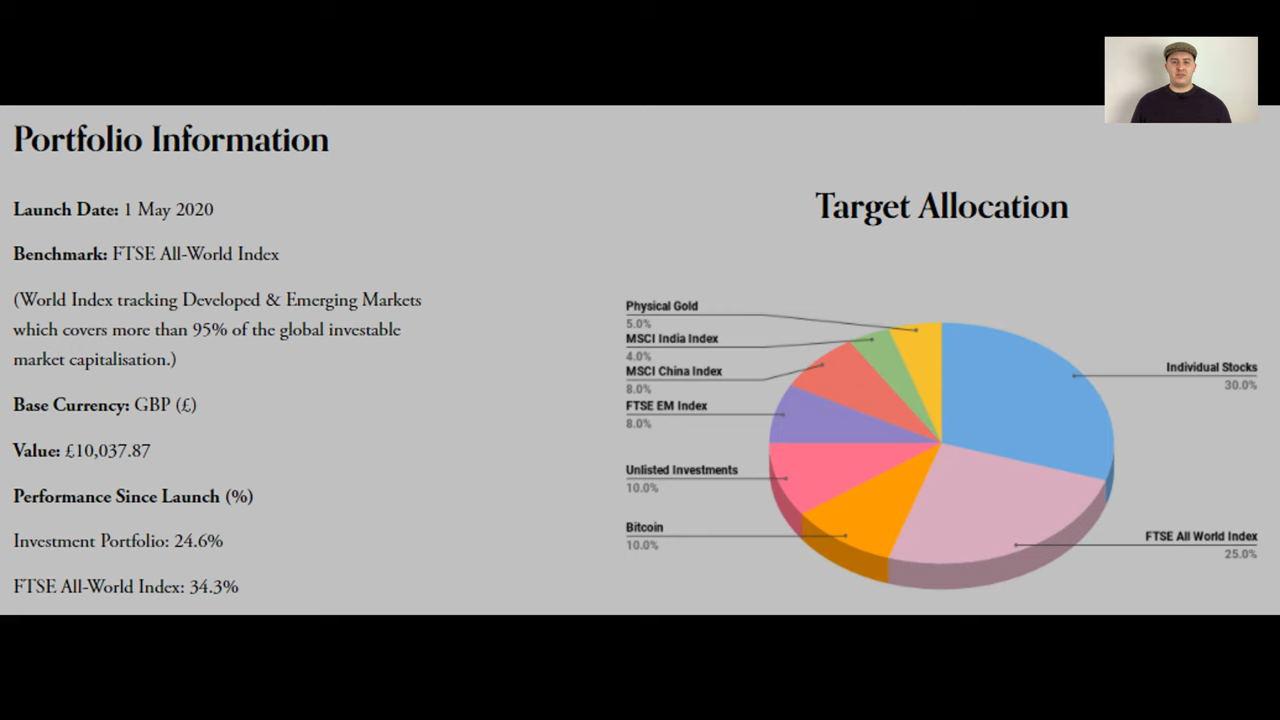 Portfolio Information
Launch Date: 1 May 2020
Benchmark: FTSE All-World Index
(World Index tracking Developed & Emerging Markets
which covers more than 95% of the global investable
market capitalisation.)
Base Currency: GBP (£)
Value: £10,037.87
Performance Since Launch (%)
Investment Portfolio: 24.6%
FTSE All-World Index: 34.3%
Target Allocation
Physical Gold
5.0%
MSCI India Index
4.0%
MSCI China Index
8.0%
FTSE EM Index
8.0%
Unlisted Investments
10.0%
Bitcoin
10.0%
Individual Stocks
30.0%
FTSE All World Index
25.0%